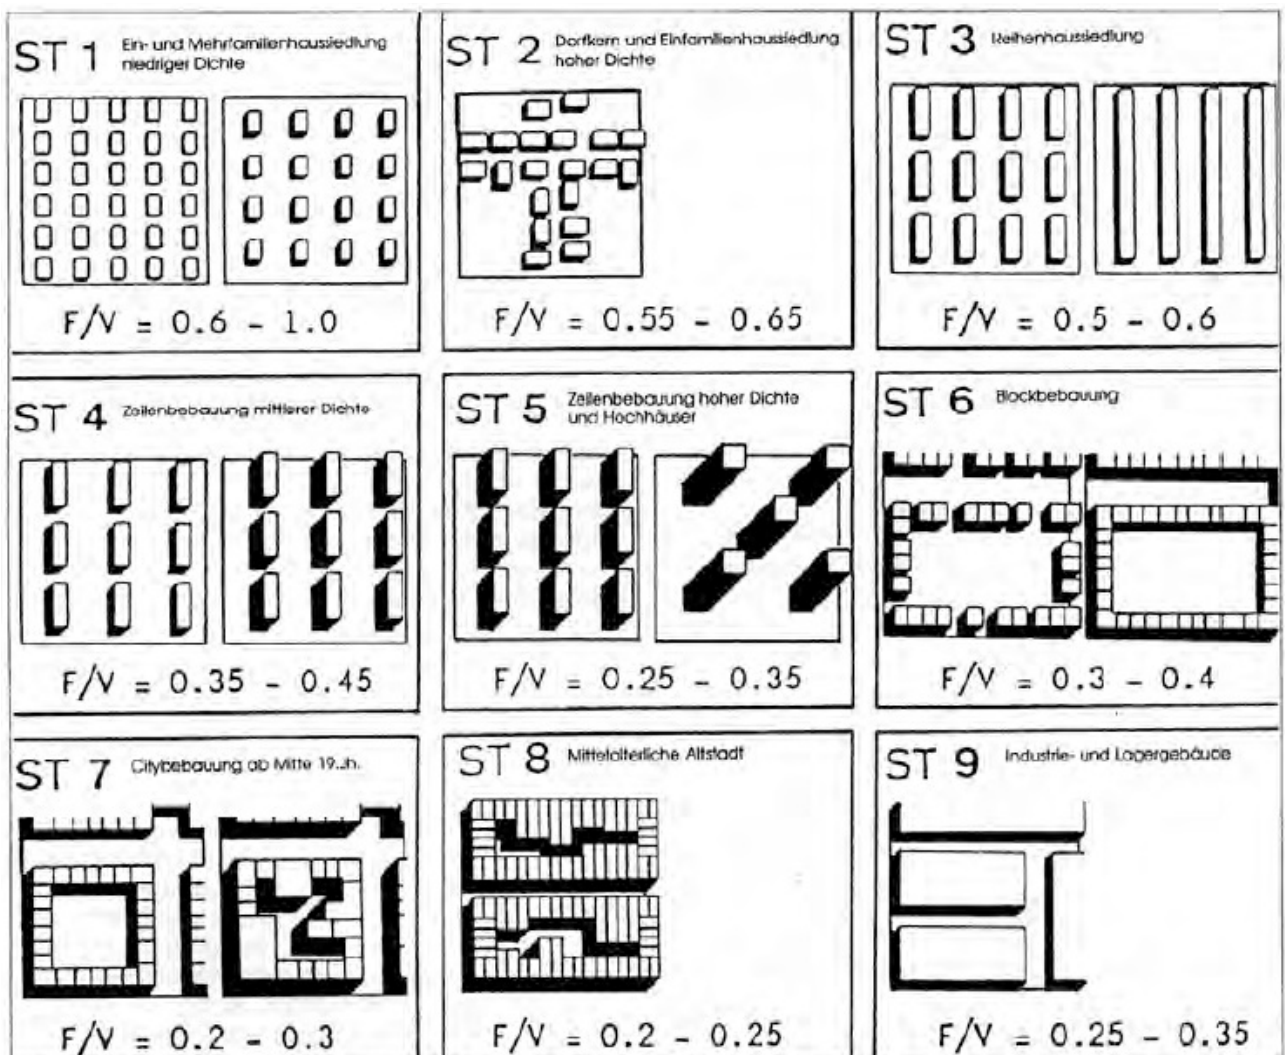 ST 1 Ein- und Mehrfamilienhaussiedlung
niedriger Dichte
F/V = 0.6 - 1.0
ST 2 Dorfkern und Einfamilienhaussiedlung
hoher Dichte
F/V = 0.55 - 0.65
ST 3 Reihenhaussiedlung
F/V = 0.5 - 0.6
ST 4 Zeilenbebauung mittlerer Dichte
F/V = 0.35 - 0.45
ST 5 Zeilenbebauung hoher Dichte
und Hochhäuser
F/V = 0.25 - 0.35
ST 6 Blockbebauung
F/V = 0.3 - 0.4
ST 7 Citybebauung ab Mitte 19.Jh.
F/V = 0.2 - 0.3
ST 8 Mittelalterliche Altstadt
F/V = 0.2 - 0.25
ST 9 Industrie- und Lagergebäude
F/V = 0.25 - 0.35